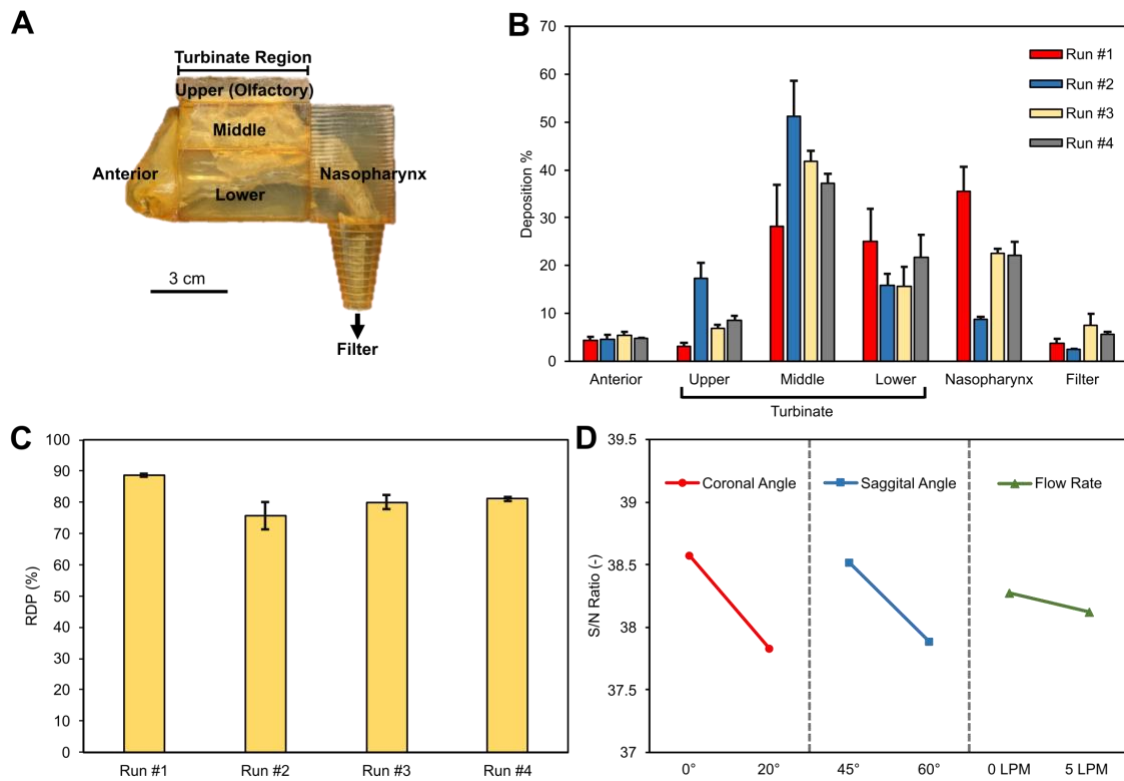 A
Turbinate Region
Upper (Olfactory)
Middle
Anterior
Nasopharynx
Lower
3 cm
Filter
B
70
60
50
40
30
20
10
0
Deposition %
Run #1
Run #2
Run #3
Run #4
Anterior
Upper
Middle
Lower
Nasopharynx
Filter
Turbinate
C
100
90
80
70
60
50
40
30
20
10
0
RDP (%)
Run #1
Run #2
Run #3
Run #4
D
39.5
39
38.5
38
37.5
37
S/N Ratio (-)
Coronal Angle
Saggital Angle
Flow Rate
0°
20°
45°
60°
0 LPM
5 LPM